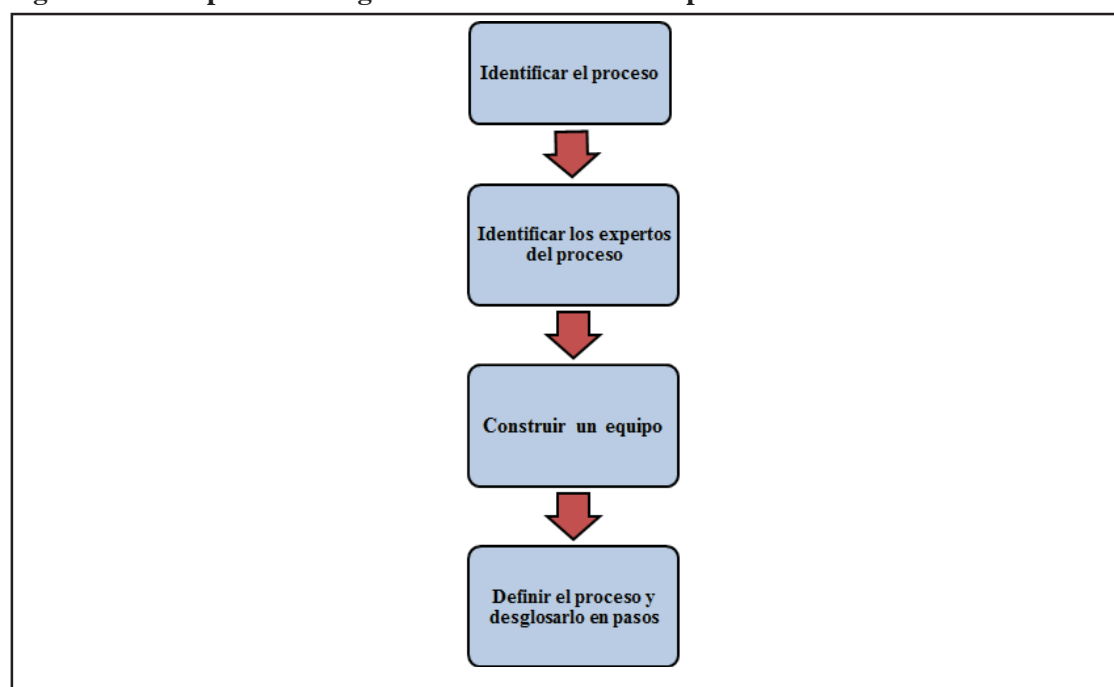 Identificar el proceso
Identificar los expertos
del proceso
Construir un equipo
Definir el proceso y
desglosarlo en pasos